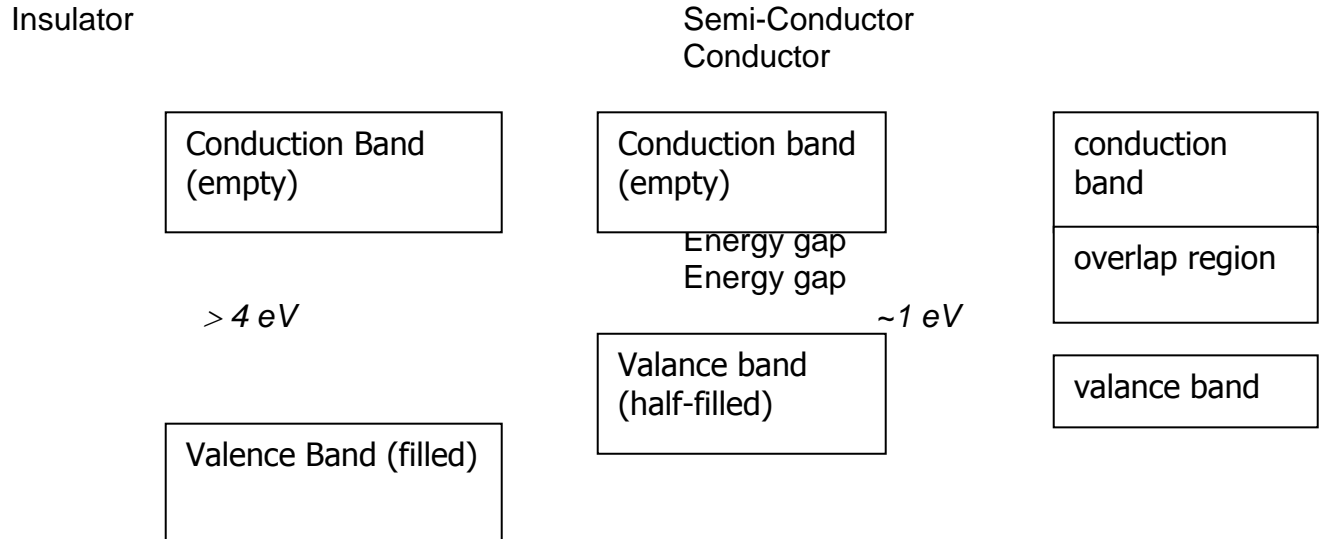 Insulator
Semi-Conductor
Conductor
Conduction Band
(empty)
Conduction band
(empty)
conduction
band
Energy gap
Energy gap
overlap region
> 4 eV
~1 eV
Valance band
(half-filled)
valance band
Valence Band (filled)